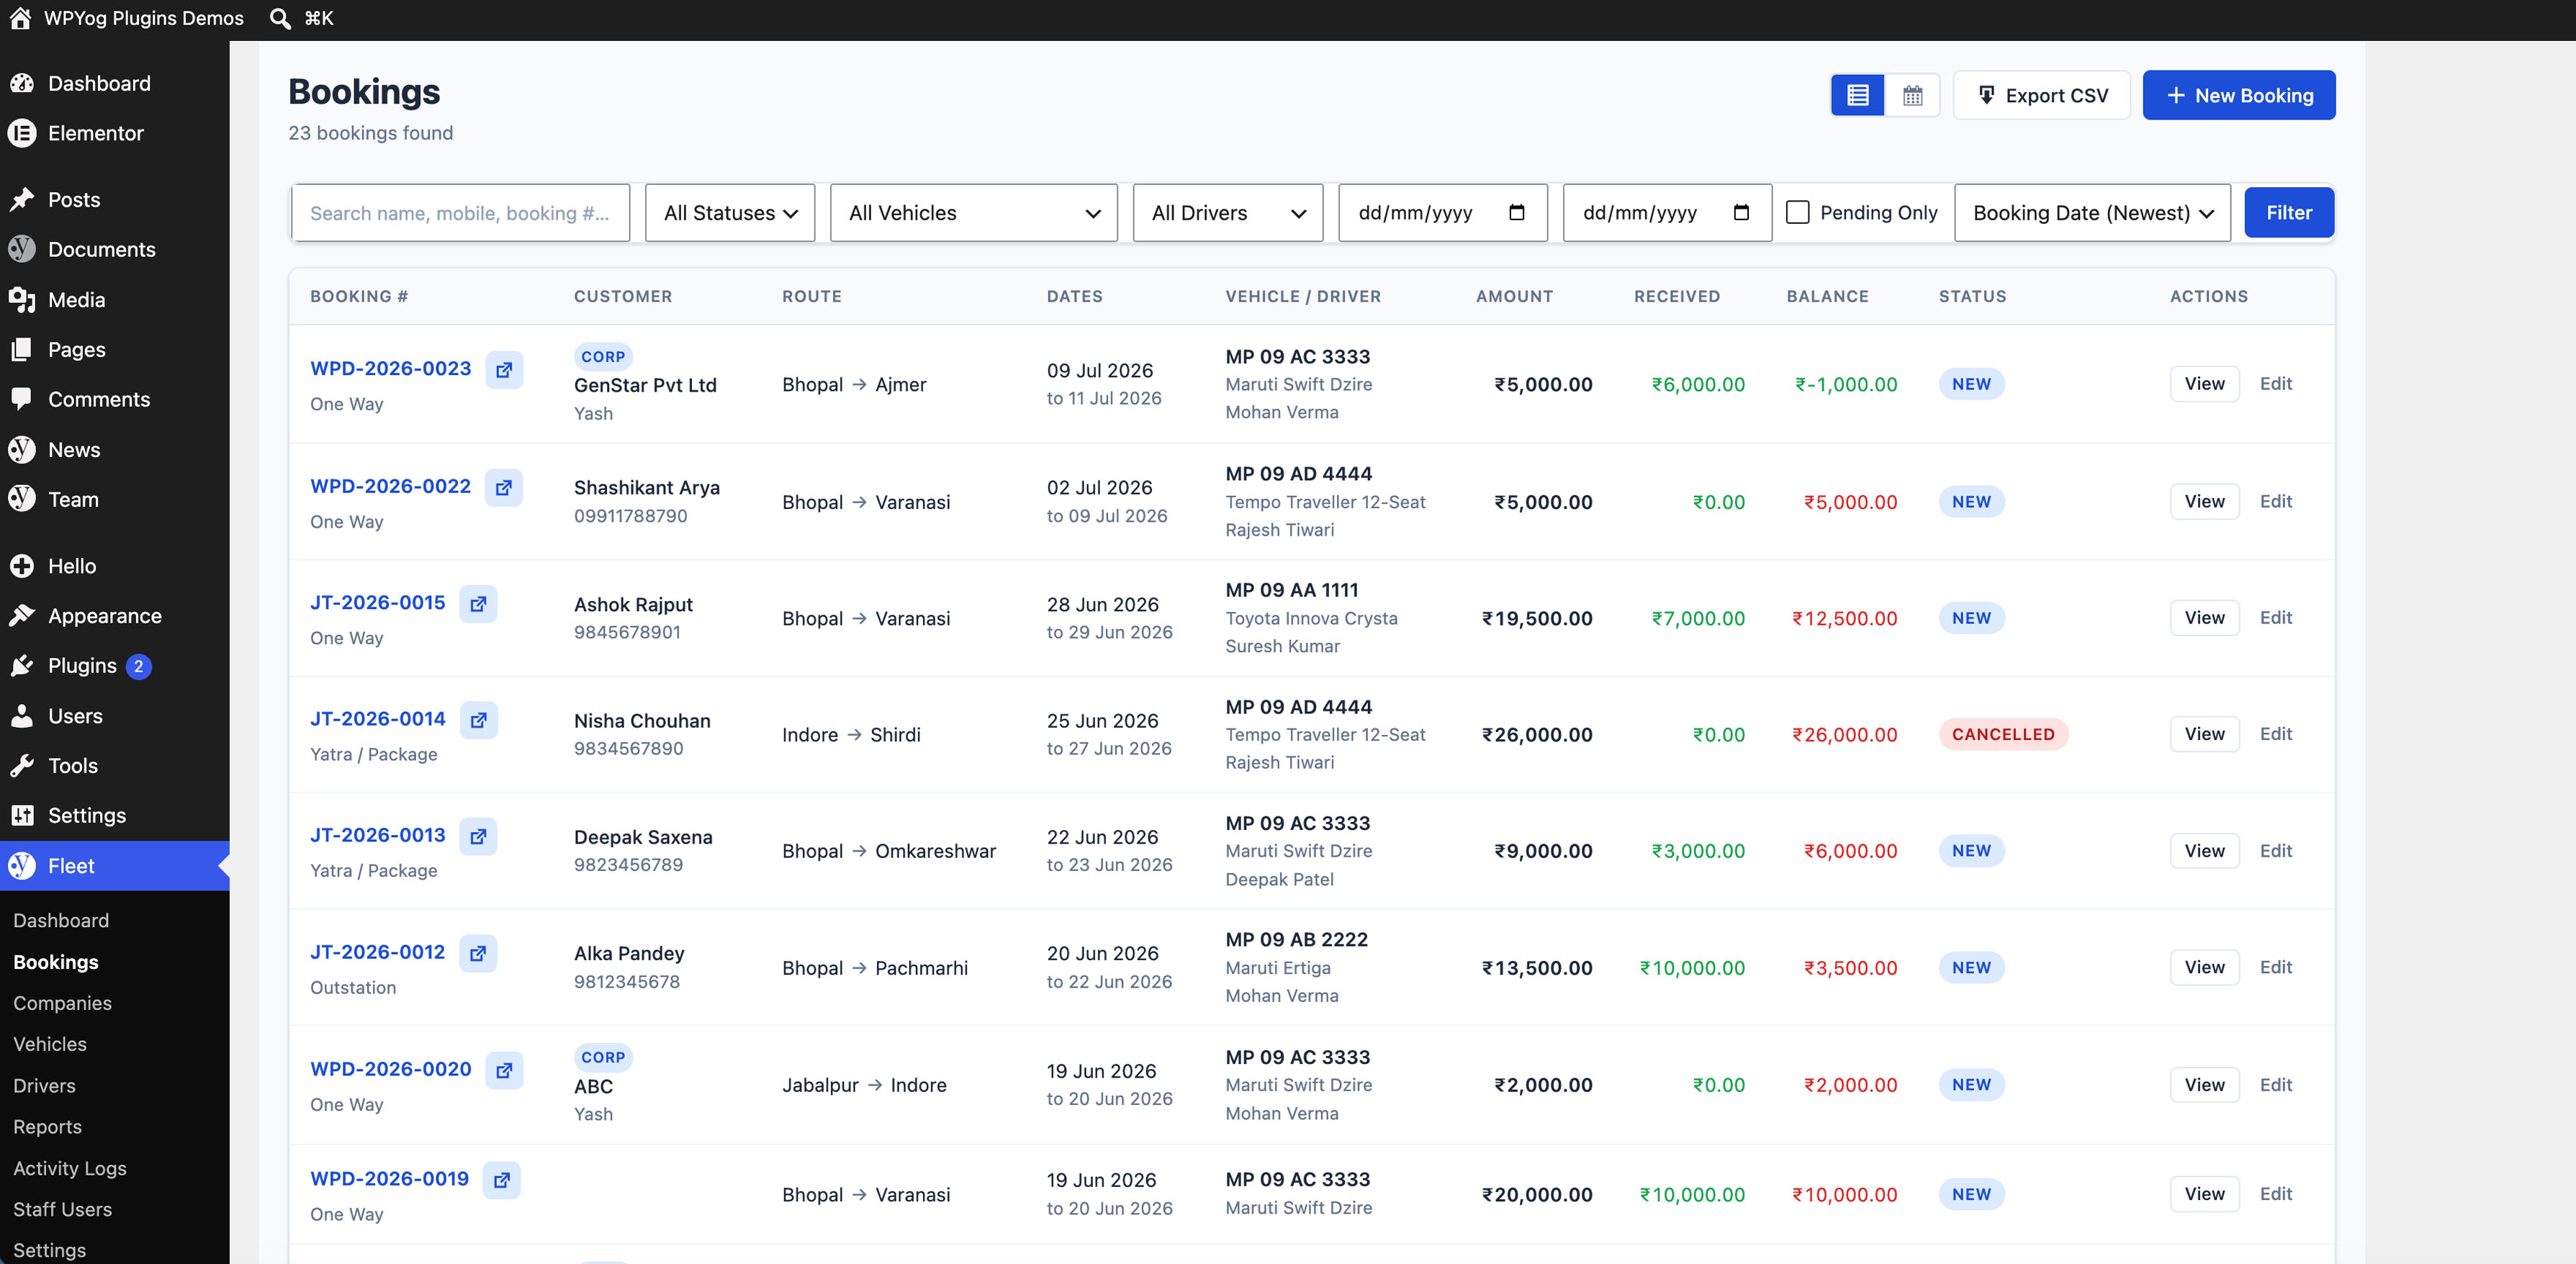 WPYog Plugins Demos ⌘K
Dashboard
Elementor
Posts
Documents
Media
Pages
Comments
News
Team
Hello
Appearance
Plugins 2
Users
Tools
Settings
Fleet
Dashboard
Bookings
Companies
Vehicles
Drivers
Reports
Activity Logs
Staff Users
Settings
Bookings
23 bookings found
Export CSV
+ New Booking
Search name, mobile, booking #... All Statuses All Vehicles All Drivers dd/mm/yyyy dd/mm/yyyy Pending Only Booking Date (Newest) Filter
BOOKING # CUSTOMER ROUTE DATES VEHICLE / DRIVER AMOUNT RECEIVED BALANCE STATUS ACTIONS
WPD-2026-0023
One Way
CORP
GenStar Pvt Ltd
Yash
Bhopal → Ajmer
09 Jul 2026
to 11 Jul 2026
MP 09 AC 3333
Maruti Swift Dzire
Mohan Verma
₹5,000.00 ₹6,000.00 ₹-1,000.00 NEW View Edit
WPD-2026-0022
One Way
Shashikant Arya
09911788790
Bhopal → Varanasi
02 Jul 2026
to 09 Jul 2026
MP 09 AD 4444
Tempo Traveller 12-Seat
Rajesh Tiwari
₹5,000.00 ₹0.00 ₹5,000.00 NEW View Edit
JT-2026-0015
One Way
Ashok Rajput
9845678901
Bhopal → Varanasi
28 Jun 2026
to 29 Jun 2026
MP 09 AA 1111
Toyota Innova Crysta
Suresh Kumar
₹19,500.00 ₹7,000.00 ₹12,500.00 NEW View Edit
JT-2026-0014
Yatra / Package
Nisha Chouhan
9834567890
Indore → Shirdi
25 Jun 2026
to 27 Jun 2026
MP 09 AD 4444
Tempo Traveller 12-Seat
Rajesh Tiwari
₹26,000.00 ₹0.00 ₹26,000.00 CANCELLED View Edit
JT-2026-0013
Yatra / Package
Deepak Saxena
9823456789
Bhopal → Omkareshwar
22 Jun 2026
to 23 Jun 2026
MP 09 AC 3333
Maruti Swift Dzire
Deepak Patel
₹9,000.00 ₹3,000.00 ₹6,000.00 NEW View Edit
JT-2026-0012
Outstation
Alka Pandey
9812345678
Bhopal → Pachmarhi
20 Jun 2026
to 22 Jun 2026
MP 09 AB 2222
Maruti Ertiga
Mohan Verma
₹13,500.00 ₹10,000.00 ₹3,500.00 NEW View Edit
WPD-2026-0020
One Way
CORP
ABC
Yash
Jabalpur → Indore
19 Jun 2026
to 20 Jun 2026
MP 09 AC 3333
Maruti Swift Dzire
Mohan Verma
₹2,000.00 ₹0.00 ₹2,000.00 NEW View Edit
WPD-2026-0019
One Way
Bhopal → Varanasi
19 Jun 2026
to 20 Jun 2026
MP 09 AC 3333
Maruti Swift Dzire
₹20,000.00 ₹10,000.00 ₹10,000.00 NEW View Edit